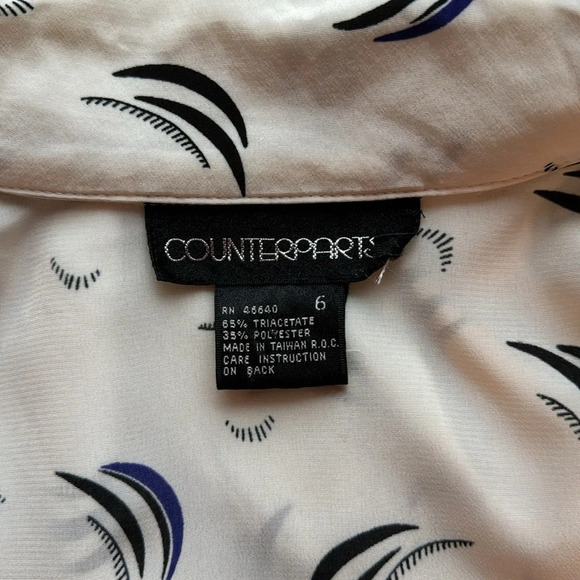 COUNTERPARTS
6
RN 46640
65% TRIACETATE
35% POLYESTER
MADE IN TAIWAN R.O.C.
CARE INSTRUCTION
ON BACK